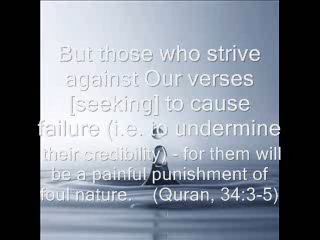 But those who strive
against Our verses
[seeking] to cause
failure (i.e. to undermine
their credibility) - for them will
be a painful punishment of
foul nature. (Quran, 34:3-5)